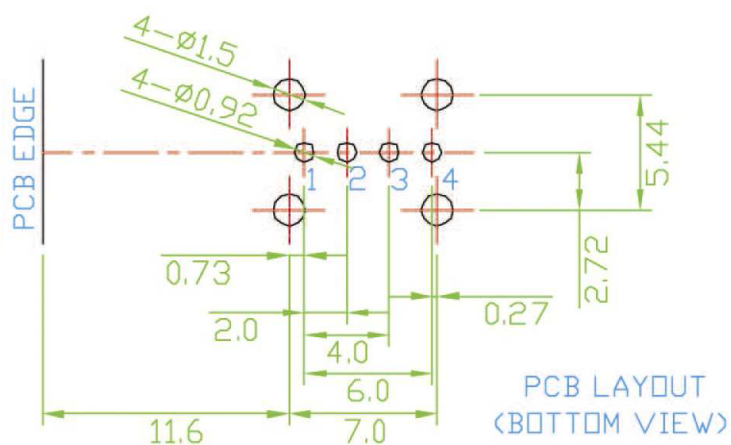 4-Ø1.5
4-Ø0.92
PCB EDGE
1 2 3 4
5.44
2.72
0.73
0.27
2.0
4.0
6.0
11.6
7.0
PCB LAYOUT
(BOTTOM VIEW)